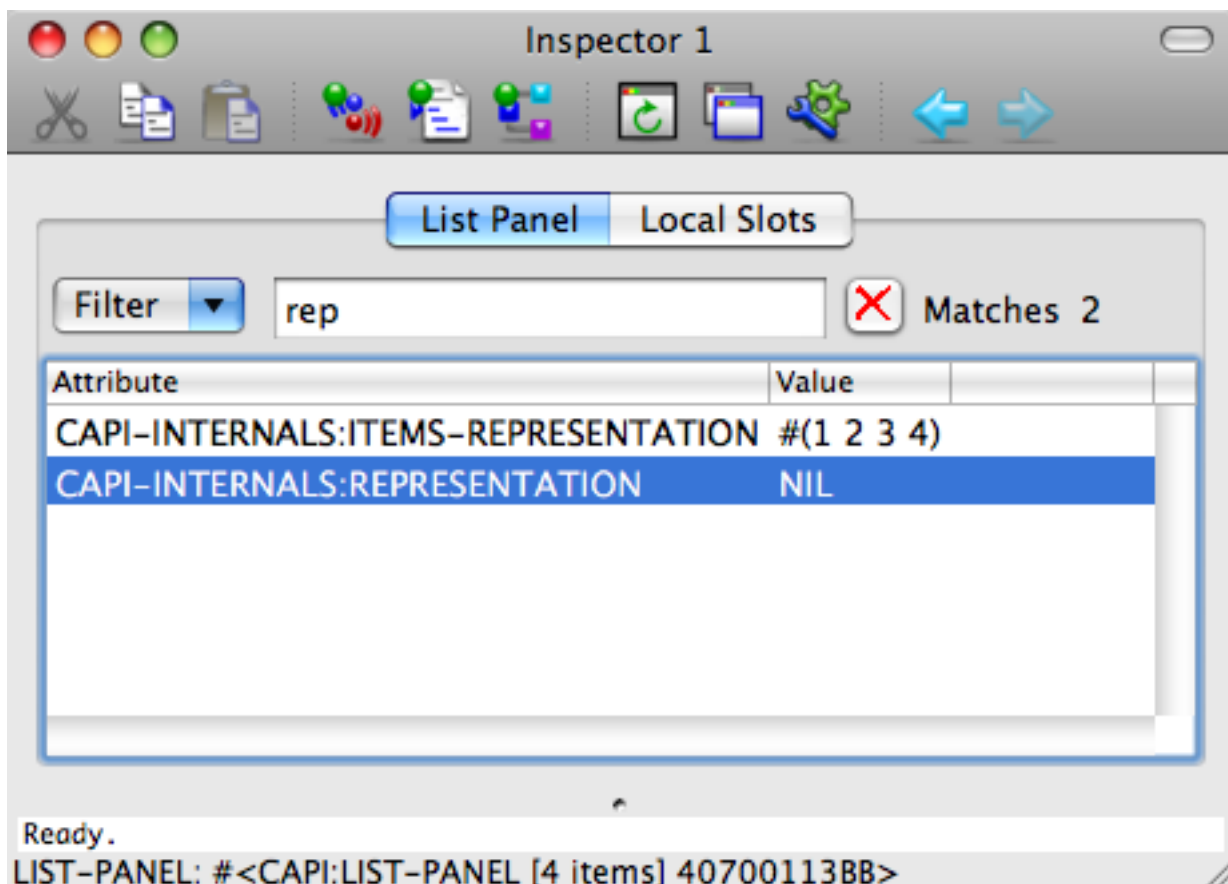 Inspector 1
List Panel Local Slots
Filter rep Matches 2
Attribute Value
CAPI-INTERNALS:ITEMS-REPRESENTATION #(1 2 3 4)
CAPI-INTERNALS:REPRESENTATION NIL
Ready.
LIST-PANEL: #<CAPI:LIST-PANEL [4 items] 40700113BB>